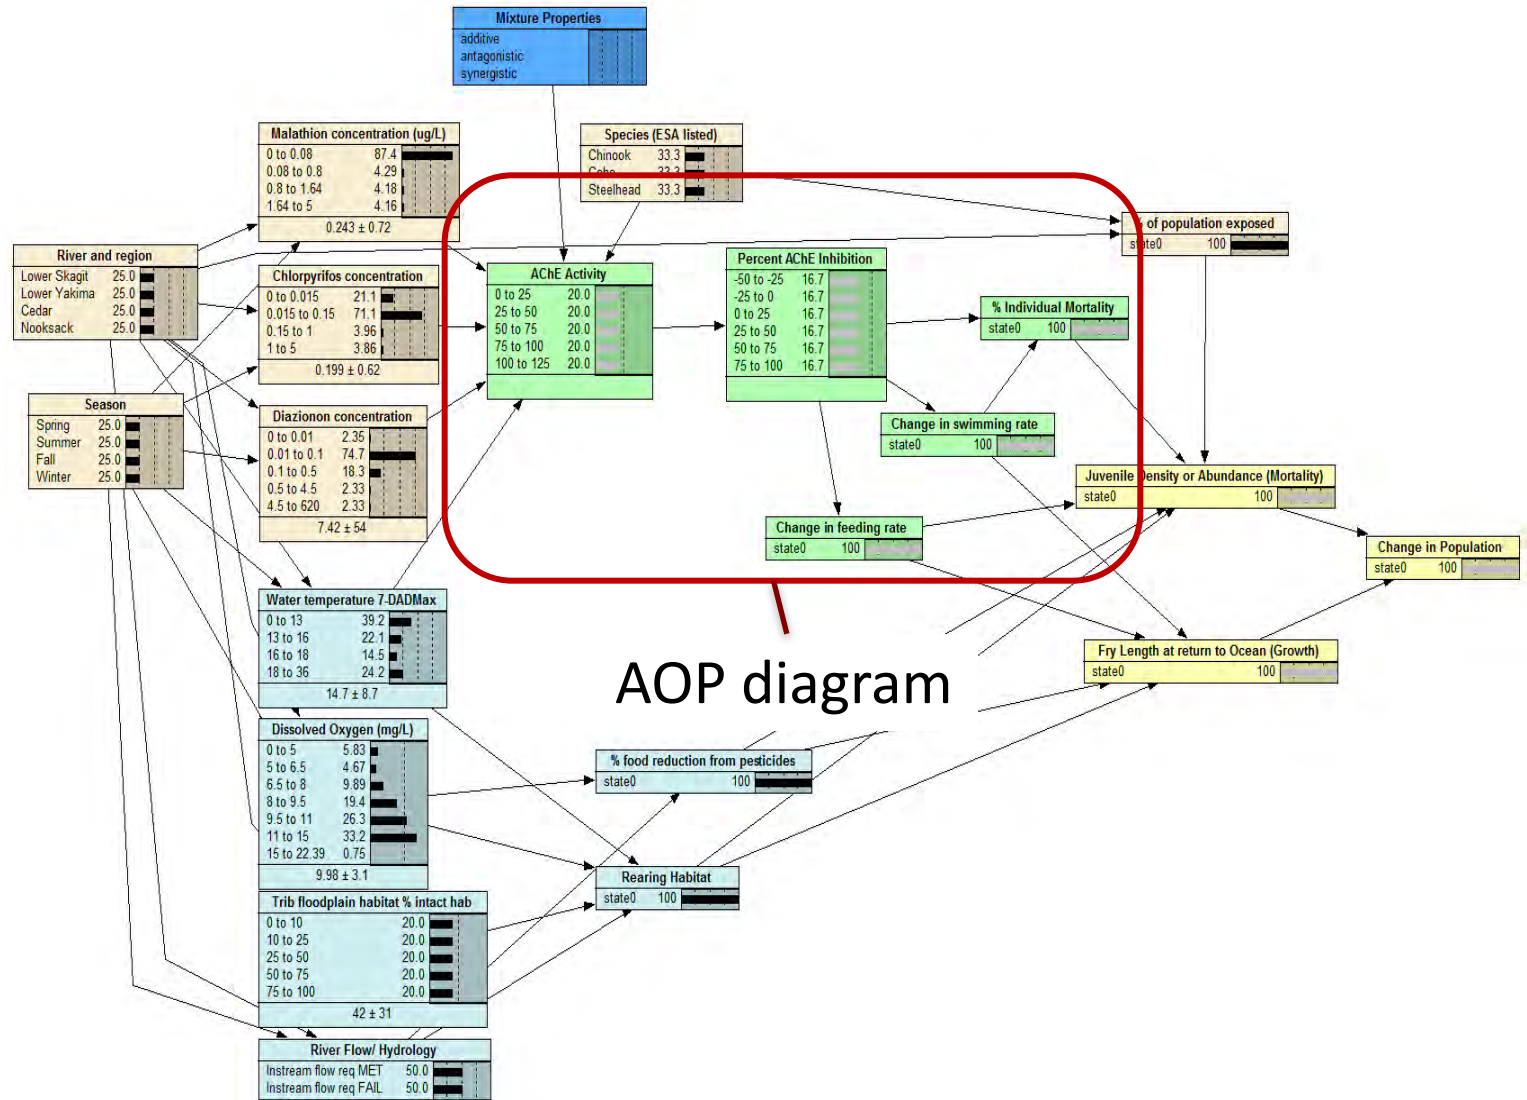 Mixture Properties
additive
antagonistic
synergistic
Malathion concentration (ug/L)
0 to 0.08 87.4
0.08 to 0.8 4.29
0.8 to 1.64 4.18
1.64 to 5 4.16
0.243 ± 0.72
Species (ESA listed)
Chinook 33.3
Coho 33.3
Steelhead 33.3
% of population exposed
state0 100
River and region
Lower Skagit 25.0
Lower Yakima 25.0
Cedar 25.0
Nooksack 25.0
Chlorpyrifos concentration
0 to 0.015 21.1
0.015 to 0.15 71.1
0.15 to 1 3.96
1 to 5 3.86
0.199 ± 0.62
AChE Activity
0 to 25 20.0
25 to 50 20.0
50 to 75 20.0
75 to 100 20.0
100 to 125 20.0
Percent AChE Inhibition
-50 to -25 16.7
-25 to 0 16.7
0 to 25 16.7
25 to 50 16.7
50 to 75 16.7
75 to 100 16.7
% Individual Mortality
state0 100
Season
Spring 25.0
Summer 25.0
Fall 25.0
Winter 25.0
Diazionon concentration
0 to 0.01 2.35
0.01 to 0.1 74.7
0.1 to 0.5 18.3
0.5 to 4.5 2.33
4.5 to 620 2.33
7.42 ± 54
Change in swimming rate
state0 100
Juvenile Density or Abundance (Mortality)
state0 100
Change in feeding rate
state0 100
Change in Population
state0 100
Water temperature 7-DADMax
0 to 13 39.2
13 to 16 22.1
16 to 18 14.5
18 to 36 24.2
14.7 ± 8.7
AOP diagram
Fry Length at return to Ocean (Growth)
state0 100
Dissolved Oxygen (mg/L)
0 to 5 5.83
5 to 6.5 4.67
6.5 to 8 9.89
8 to 9.5 19.4
9.5 to 11 26.3
11 to 15 33.2
15 to 22.39 0.75
9.98 ± 3.1
% food reduction from pesticides
state0 100
Rearing Habitat
state0 100
Trib floodplain habitat % intact hab
0 to 10 20.0
10 to 25 20.0
25 to 50 20.0
50 to 75 20.0
75 to 100 20.0
42 ± 31
River Flow/ Hydrology
Instream flow req MET 50.0
Instream flow req FAIL 50.0